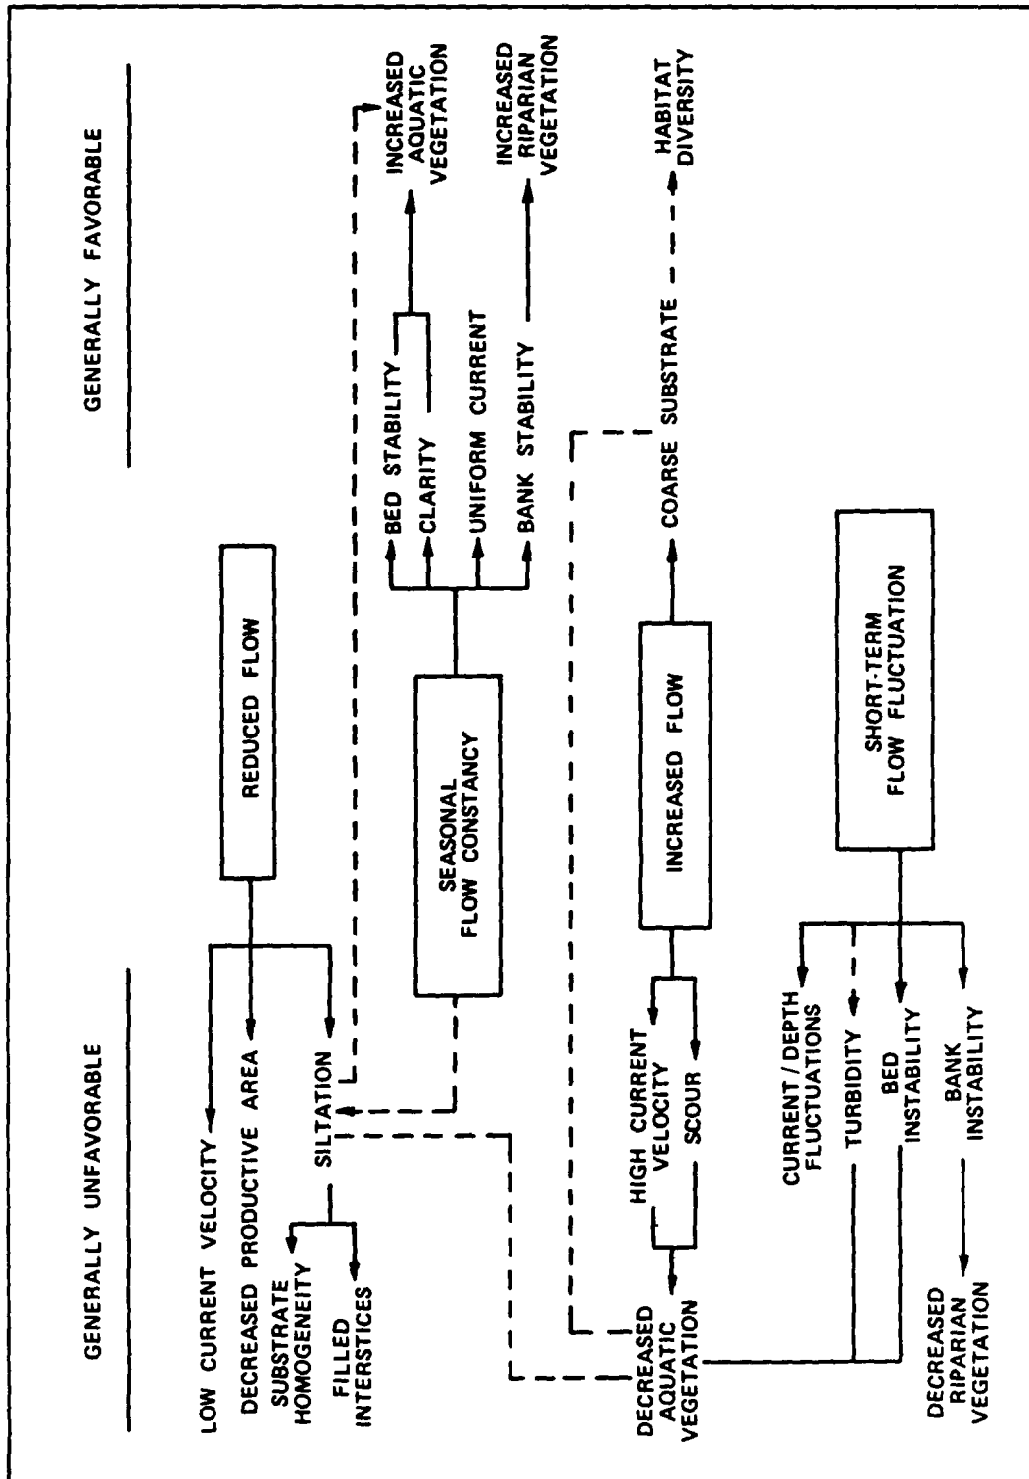 GENERALLY UNFAVORABLE
GENERALLY FAVORABLE
LOW CURRENT VELOCITY
DECREASED PRODUCTIVE AREA
SUBSTRATE
HOMOGENEITY
FILLED
INTERSTICES
SILTATION
REDUCED FLOW
SEASONAL
FLOW CONSTANCY
BED STABILITY
CLARITY
UNIFORM CURRENT
BANK STABILITY
INCREASED
AQUATIC
VEGETATION
INCREASED
RIPARIAN
VEGETATION
DECREASED
AQUATIC
VEGETATION
HIGH CURRENT
VELOCITY
SCOUR
INCREASED FLOW
COARSE SUBSTRATE
HABITAT
DIVERSITY
CURRENT/DEPTH
FLUCTUATIONS
TURBIDITY
BED
INSTABILITY
BANK
INSTABILITY
DECREASED
RIPARIAN
VEGETATION
SHORT-TERM
FLOW FLUCTUATION